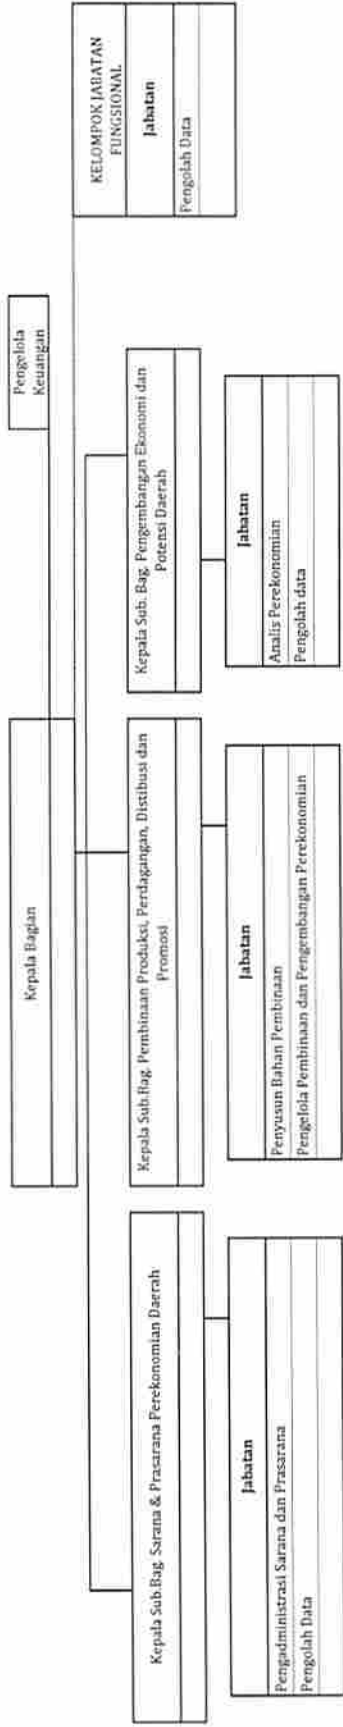 Kepala Bagian
Pengelola
Keuangan
KELOMPOK JABATAN
FUNGSIONAL
Jabatan
Pengolah Data
Kepala Sub.Bag. Sarana & Prasarana Perekonomian Daerah
Jabatan
Pengadministrasi Sarana dan Prasarana
Pengolah Data
Kepala Sub.Bag. Pembinaan Produksi, Perdagangan, Distibusi dan
Promosi
Jabatan
Penyusun Bahan Pembinaan
Pengelola Pembinaan dan Pengembangan Perekonomian
Kepala Sub. Bag. Pengembangan Ekonomi dan
Potensi Daerah
Jabatan
Analis Perekonomian
Pengolah data